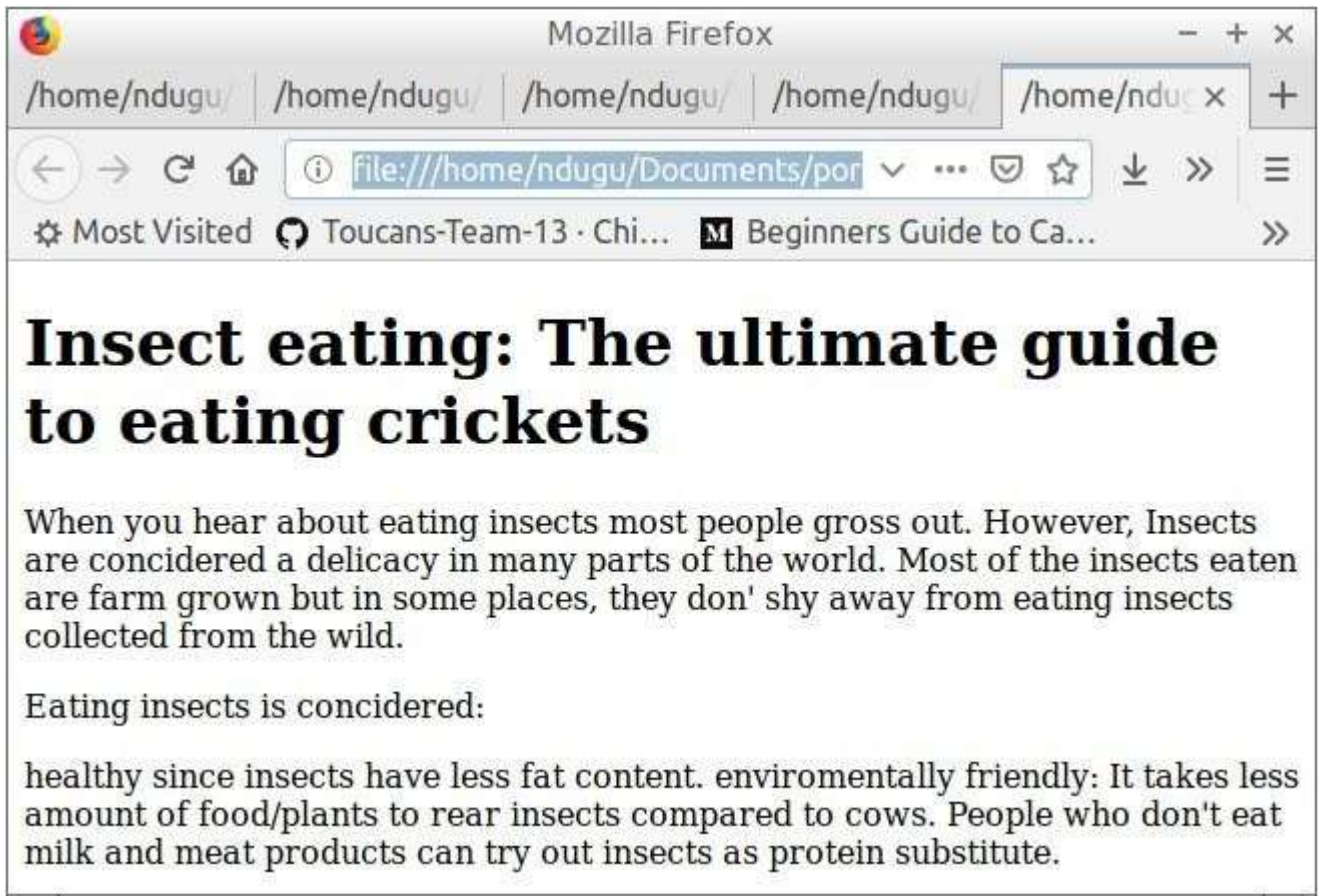 Mozilla Firefox
/home/ndugu/ /home/ndugu/ /home/ndugu/ /home/ndugu/ /home/ndug
file:///home/ndugu/Documents/por
Most Visited Toucans-Team-13 · Chi... M Beginners Guide to Ca...
Insect eating: The ultimate guide
to eating crickets
When you hear about eating insects most people gross out. However, Insects
are concidered a delicacy in many parts of the world. Most of the insects eaten
are farm grown but in some places, they don' shy away from eating insects
collected from the wild.
Eating insects is concidered:
healthy since insects have less fat content. enviromentally friendly: It takes less
amount of food/plants to rear insects compared to cows. People who don't eat
milk and meat products can try out insects as protein substitute.